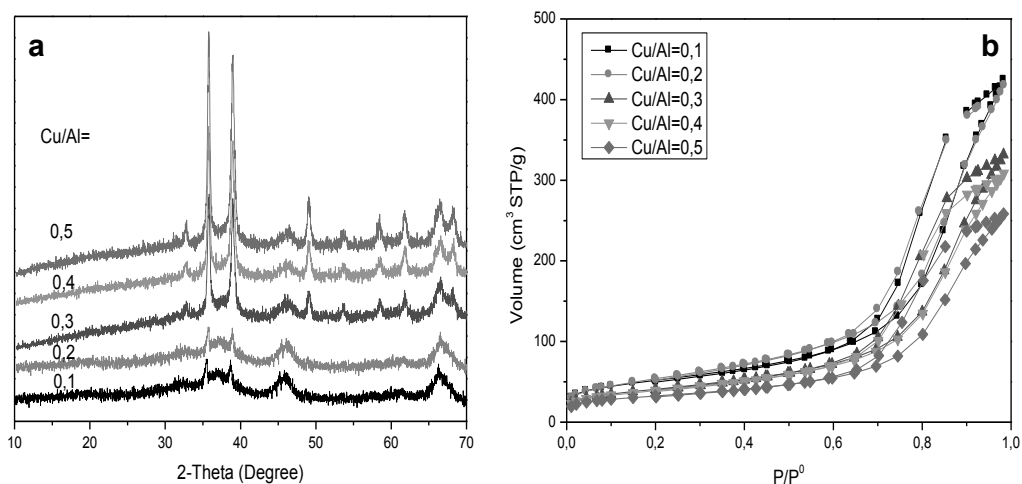 a
Cu/Al=
0,5
0,4
0,3
0,2
0,1
10 20 30 40 50 60 70
2-Theta (Degree)
b
500
400
300
200
100
0
Volume (cm³ STP/g)
Cu/Al=0,1
Cu/Al=0,2
Cu/Al=0,3
Cu/Al=0,4
Cu/Al=0,5
0,0 0,2 0,4 0,6 0,8 1,0
P/P⁰